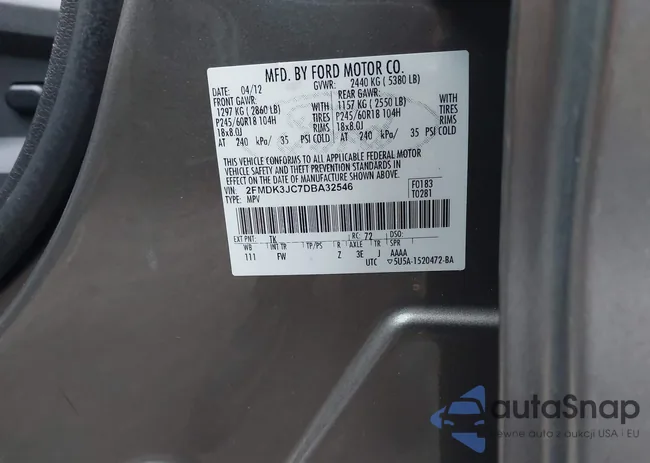 MFD. BY FORD MOTOR CO.
DATE: 04/12 GVWR: 2440 KG ( 5380 LB)
FRONT GAWR: REAR GAWR:
1297 KG ( 2860 LB) 1157 KG ( 2550 LB) WITH
P245/60R18 104H WITH TIRES P245/60R18 104H TIRES
18x8.0J RIMS 18x8.0J RIMS
AT 240 kPa/ 35 PSI COLD AT 240 kPa/ 35 PSI COLD
THIS VEHICLE CONFORMS TO ALL APPLICABLE FEDERAL MOTOR
VEHICLE SAFETY AND THEFT PREVENTION STANDARDS IN
EFFECT ON THE DATE OF MANUFACTURE SHOWN ABOVE.
VIN: 2FMDK3JC7DBA32546 F0183
TYPE: MPV T0281
EXT PNT: TK RC: 72 DSO:
WB INT TR TP/PS R AXLE TR SPR
111 FW Z 3E J AAAA
UTC ▽5U5A-1520472-BA
autoSnap
pewne auto z aukcji USA i EU